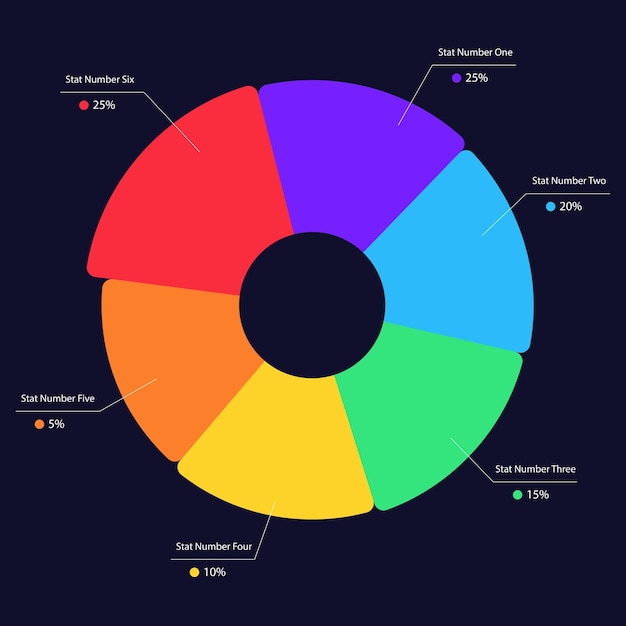 Stat Number One
25%
Stat Number Two
20%
Stat Number Three
15%
Stat Number Four
10%
Stat Number Five
5%
Stat Number Six
25%